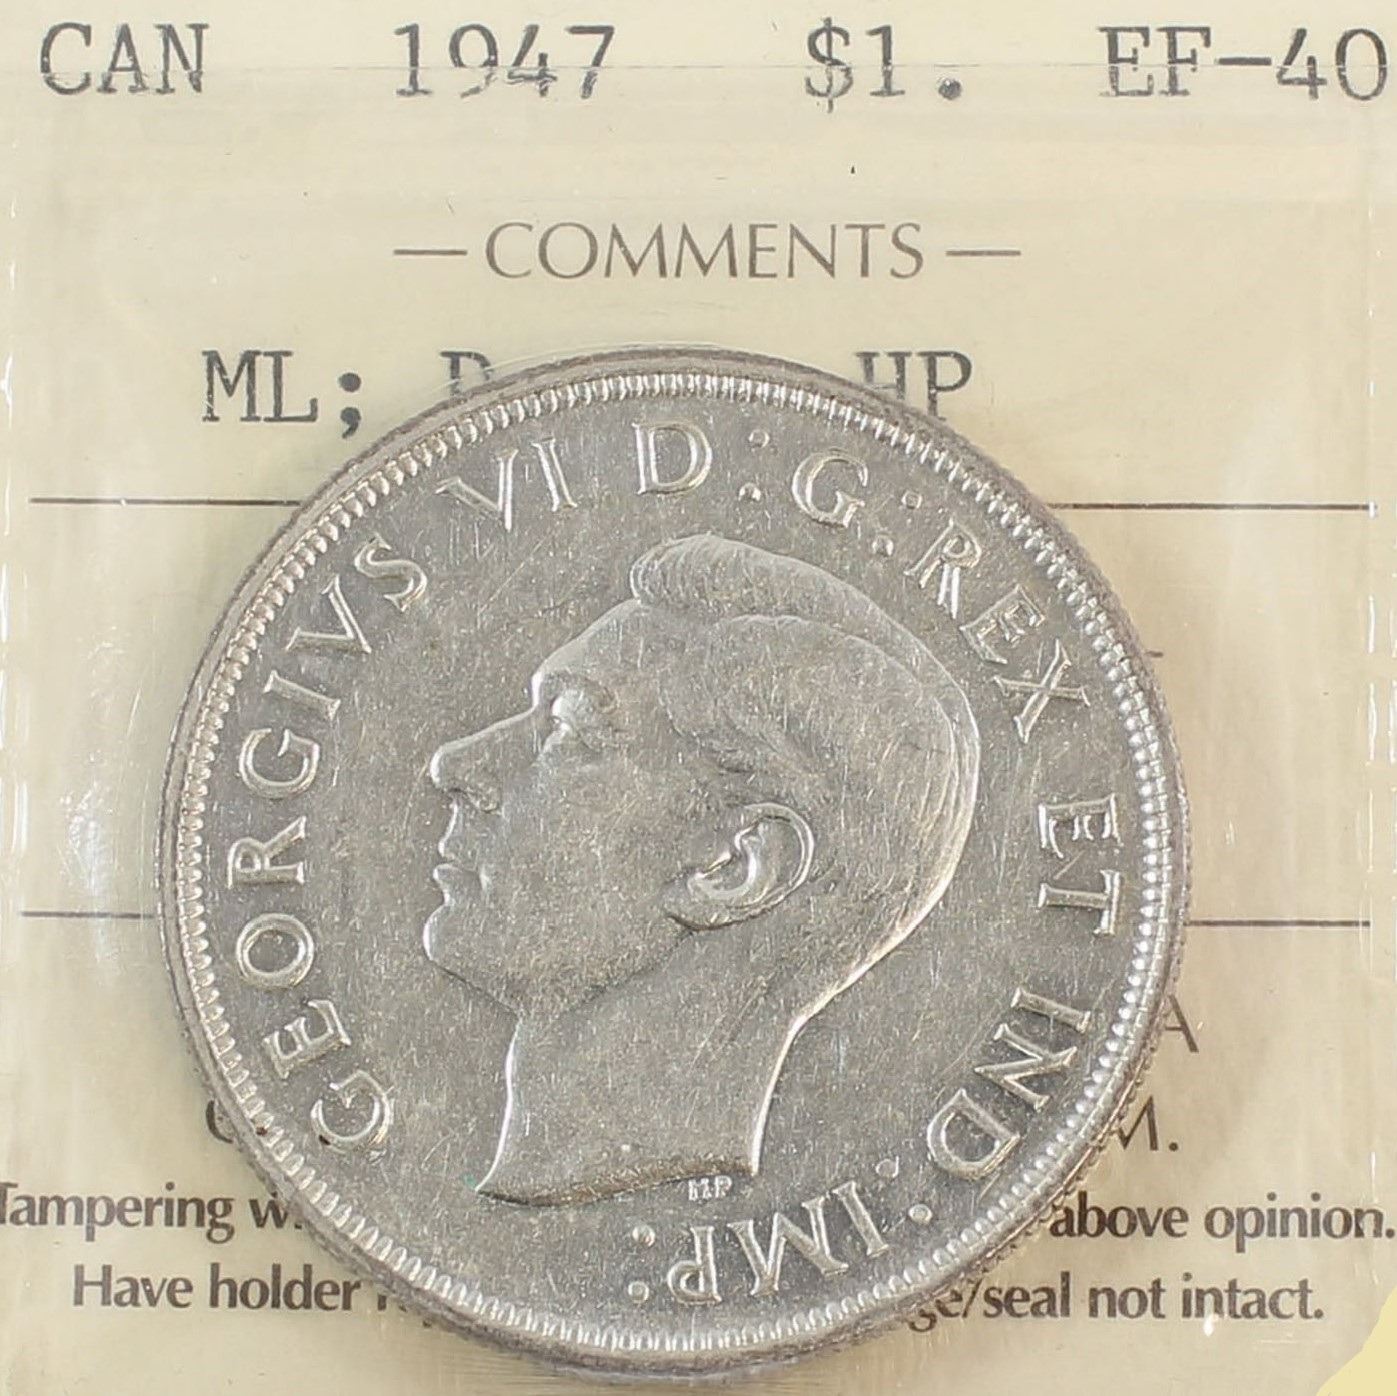 CAN 1947 $1. EF-40
— COMMENTS —
ML; HP
GEORGIVS VI D:G:REX ET IND:IMP:
HP
A
M.
Tampering above opinion.
Have holder /seal not intact.